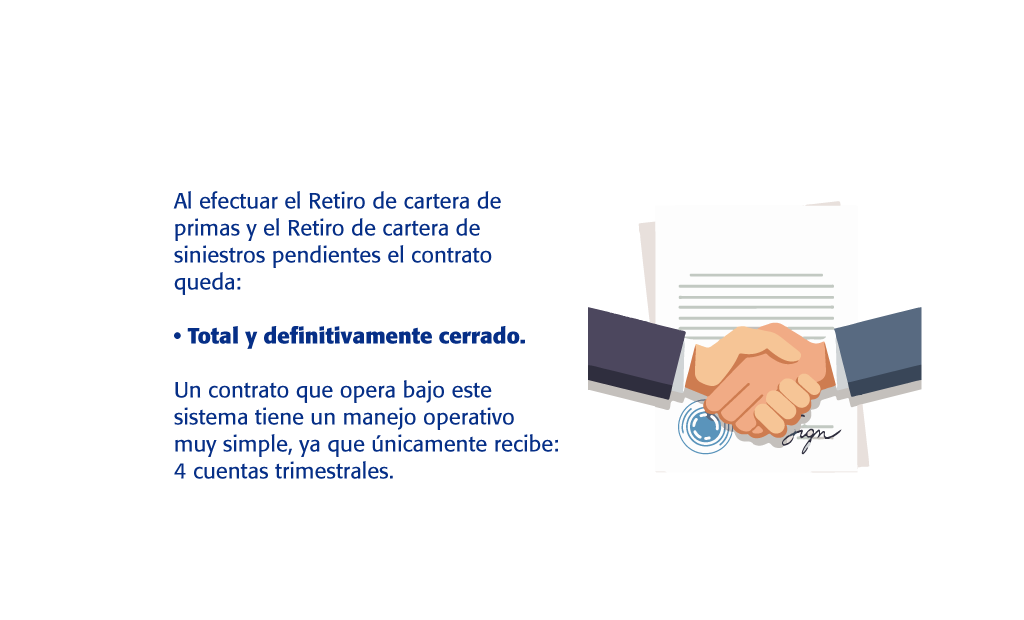 Al efectuar el Retiro de cartera de
primas y el Retiro de cartera de
siniestros pendientes el contrato
queda:
• Total y definitivamente cerrado.
Un contrato que opera bajo este
sistema tiene un manejo operativo
muy simple, ya que únicamente recibe:
4 cuentas trimestrales.
sign